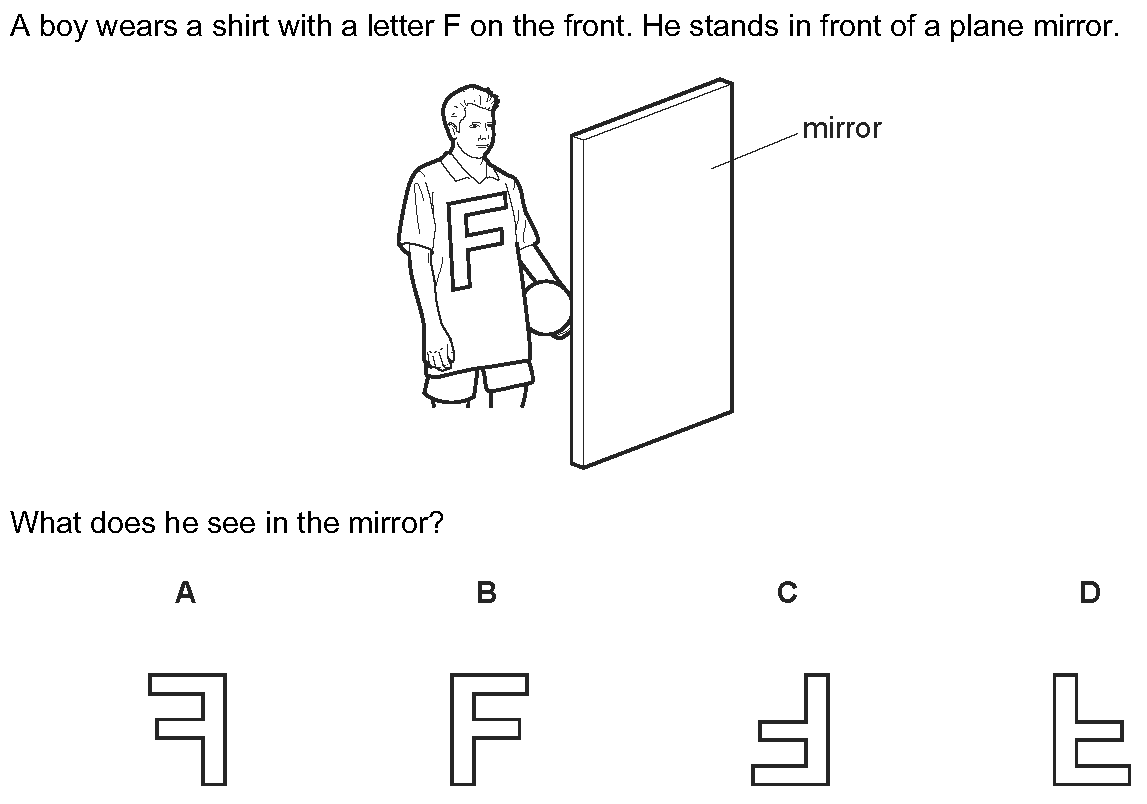 A boy wears a shirt with a letter F on the front. He stands in front of a plane mirror.
F
mirror
What does he see in the mirror?
A B C D
F